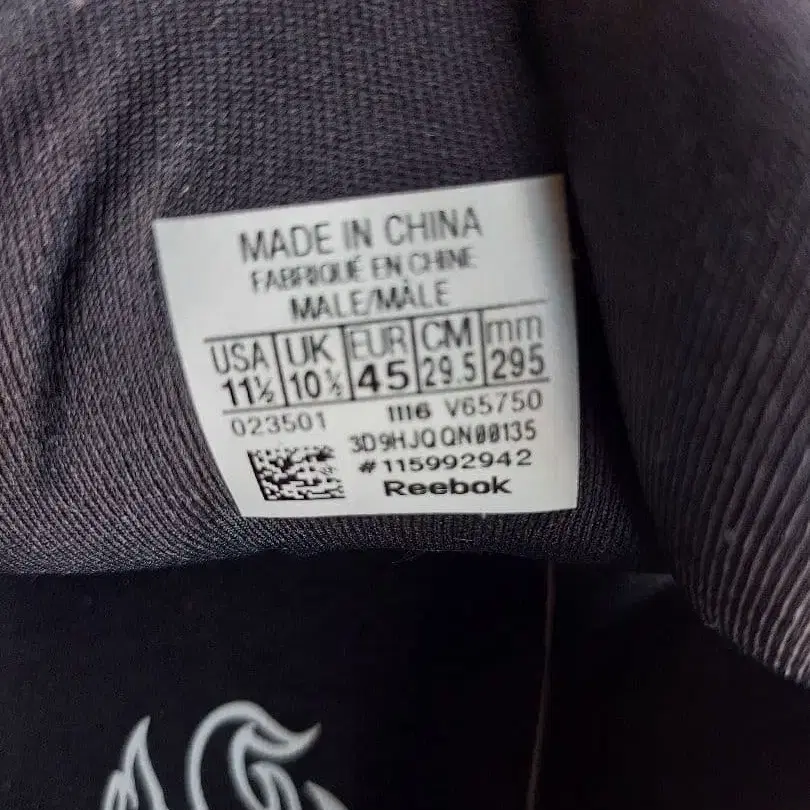 MADE IN CHINA
FABRIQUÉ EN CHINE
MALE/MÀLE
USA UK EUR CM mm
11½ 10½ 45 29.5 295
023501 1116 V65750
3D9HJQQN00135
#115992942
Reebok